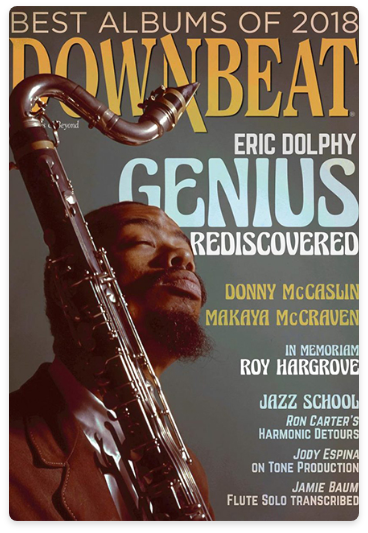 BEST ALBUMS OF 2018
DOWNBEAT
& Beyond
ERIC DOLPHY
GENIUS
REDISCOVERED
DONNY McCASLIN
MAKAYA McCRAVEN
IN MEMORIAM
ROY HARGROVE
JAZZ SCHOOL
RON CARTER'S
HARMONIC DETOURS
JODY ESPINA
ON TONE PRODUCTION
JAMIE BAUM
FLUTE SOLO TRANSCRIBED